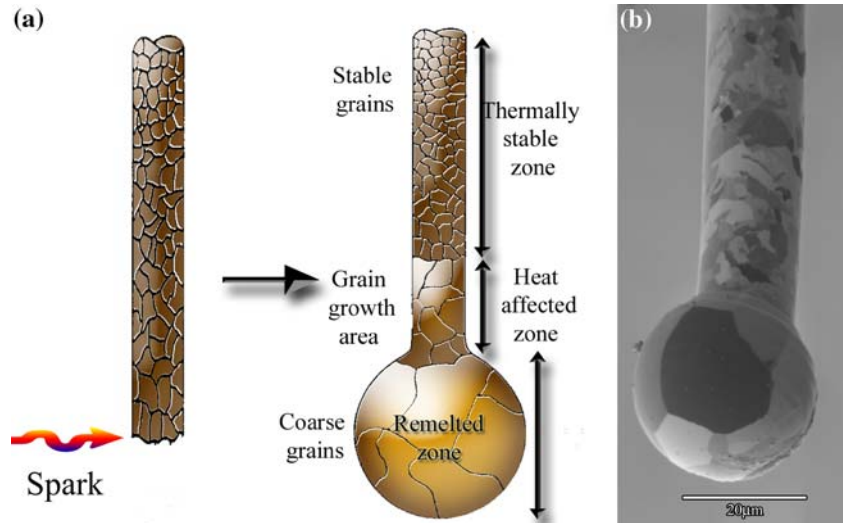 (a)
Spark
Stable
grains
Thermally
stable
zone
Grain
growth
area
Heat
affected
zone
Coarse
grains
Remelted
zone
(b)
20µm